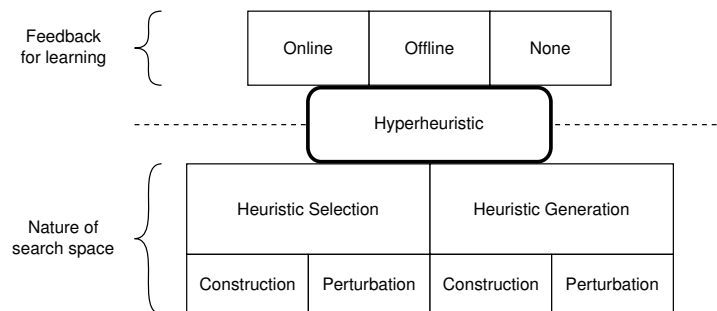 Feedback
for learning
Online Offline None
Hyperheuristic
Nature of
search space
Heuristic Selection Heuristic Generation
Construction Perturbation Construction Perturbation